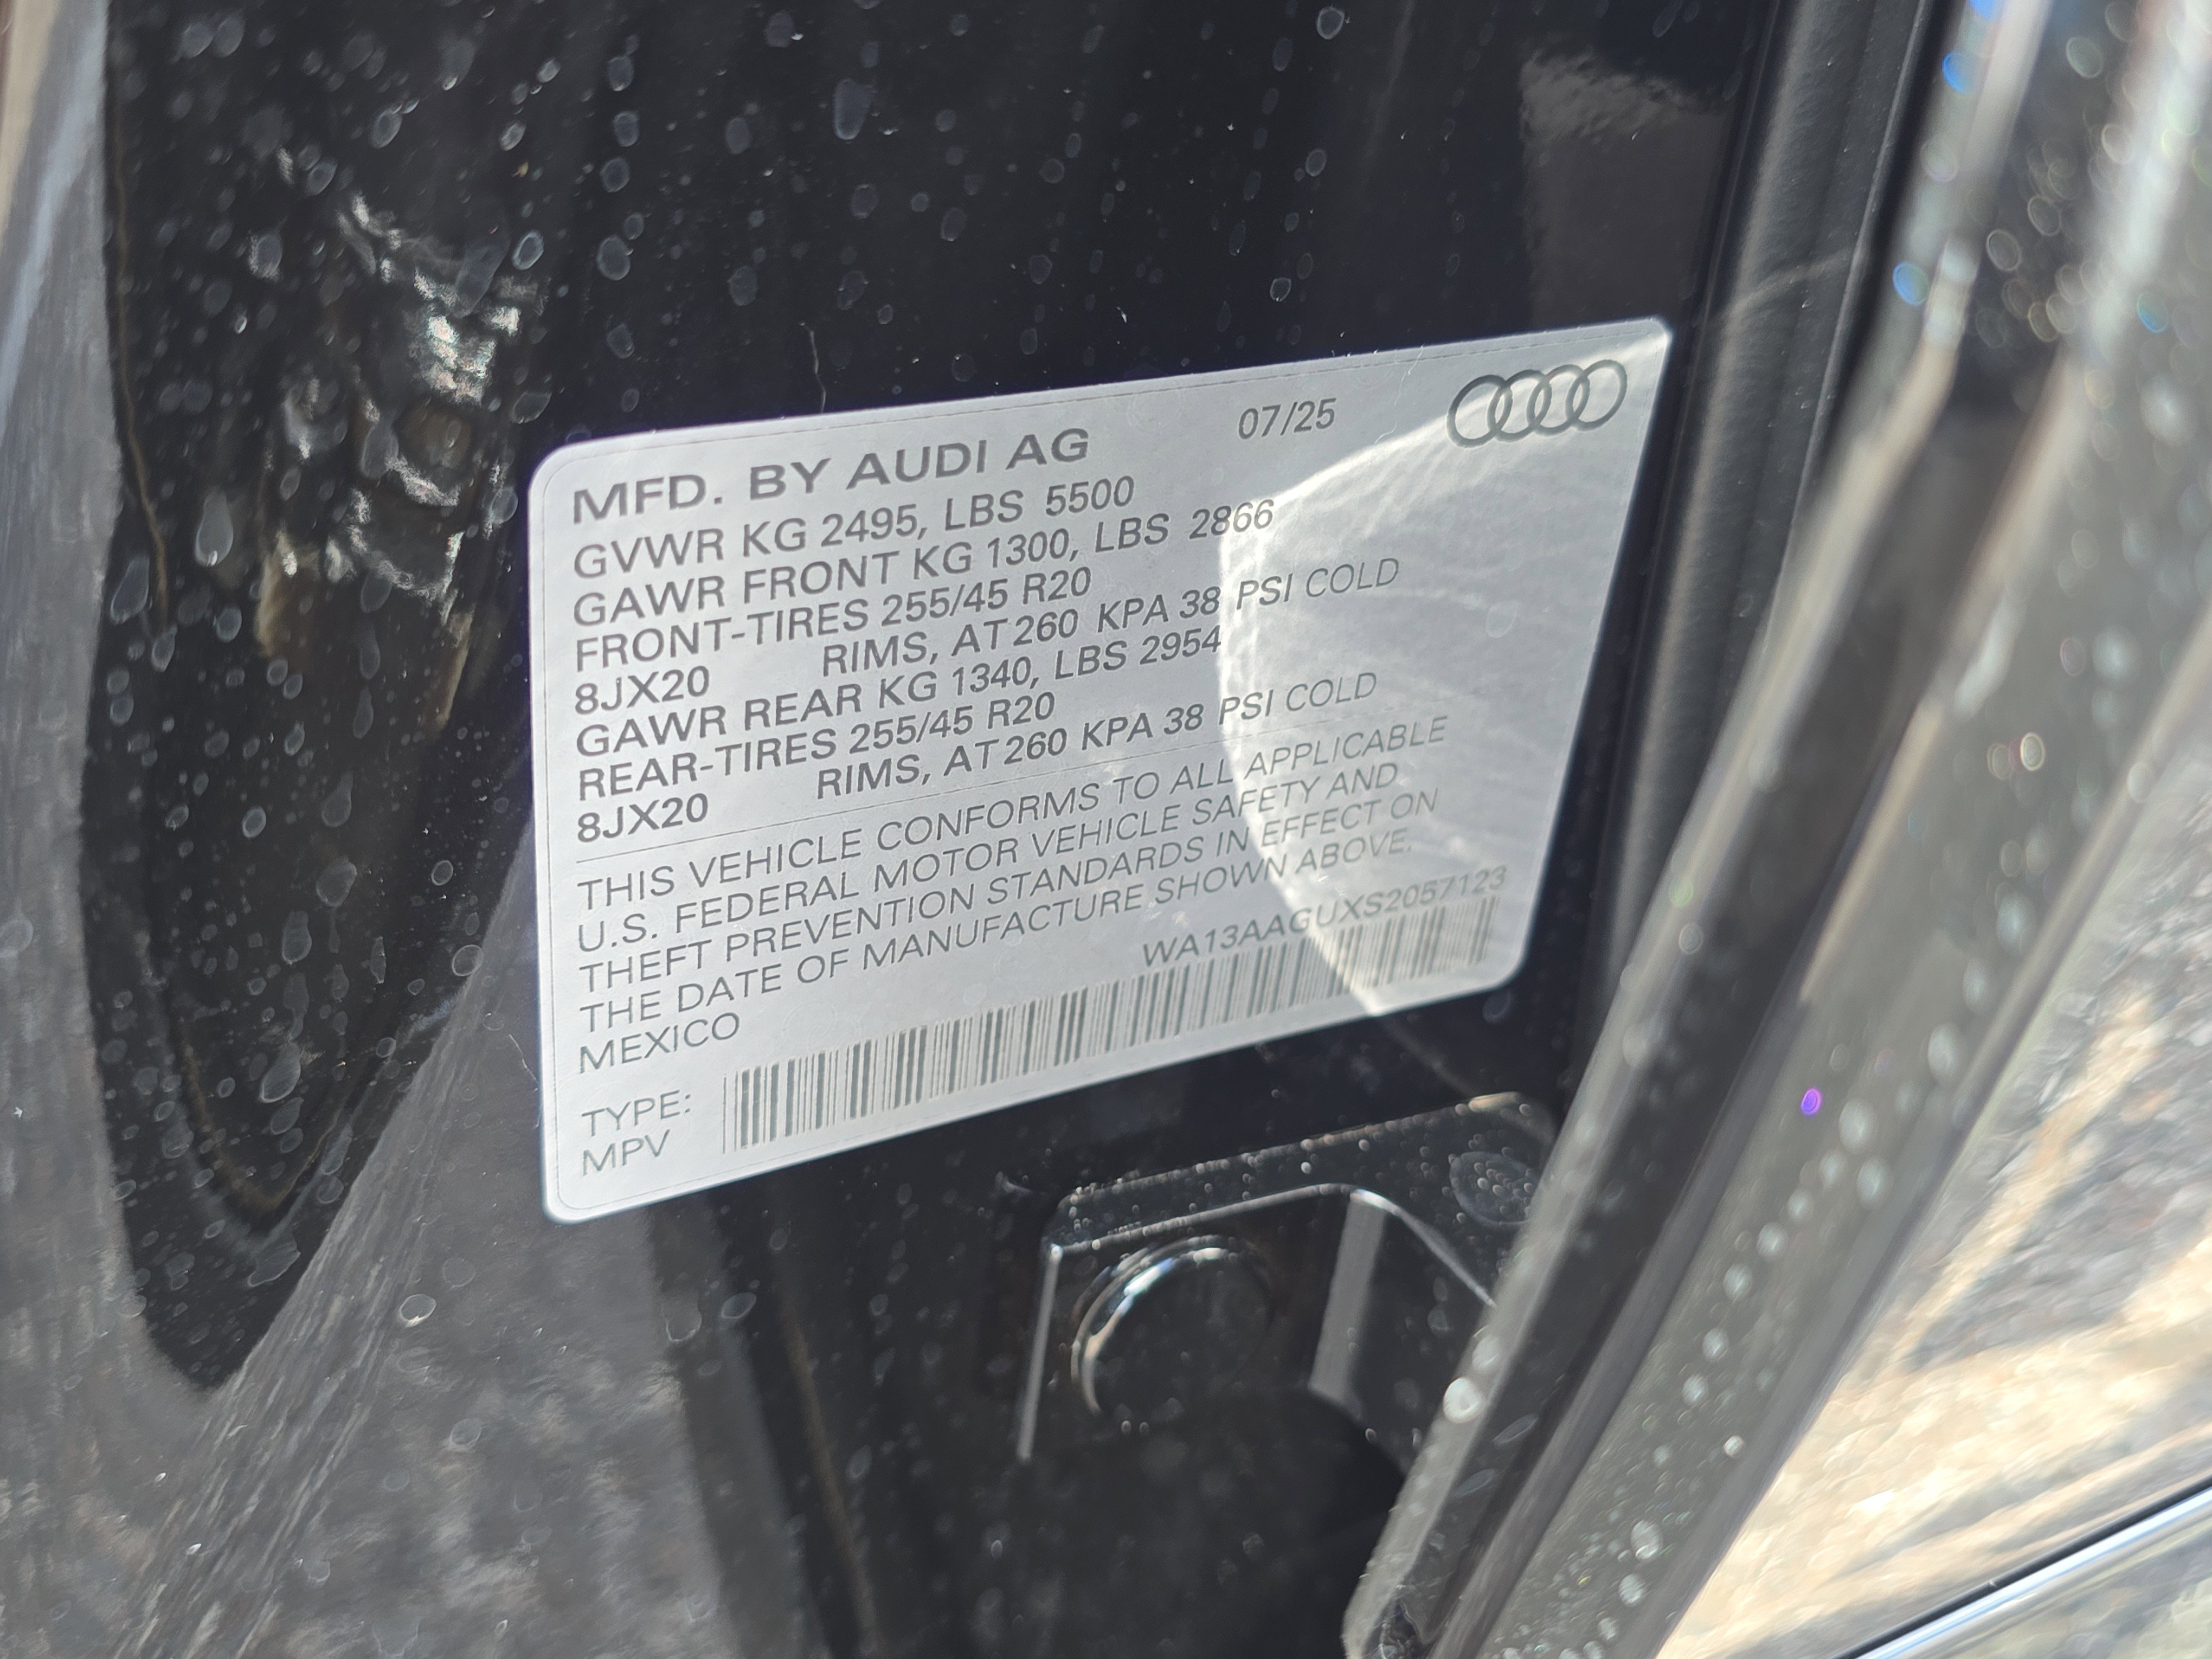 MFD. BY AUDI AG 07/25
GVWR KG 2495, LBS 5500
GAWR FRONT KG 1300, LBS 2866
FRONT-TIRES 255/45 R20
8JX20 RIMS, AT 260 KPA 38 PSI COLD
GAWR REAR KG 1340, LBS 2954
REAR-TIRES 255/45 R20
8JX20 RIMS, AT 260 KPA 38 PSI COLD
THIS VEHICLE CONFORMS TO ALL APPLICABLE
U.S. FEDERAL MOTOR VEHICLE SAFETY AND
THEFT PREVENTION STANDARDS IN EFFECT ON
THE DATE OF MANUFACTURE SHOWN ABOVE.
MEXICO WA13AAGUXS2057123
TYPE:
MPV